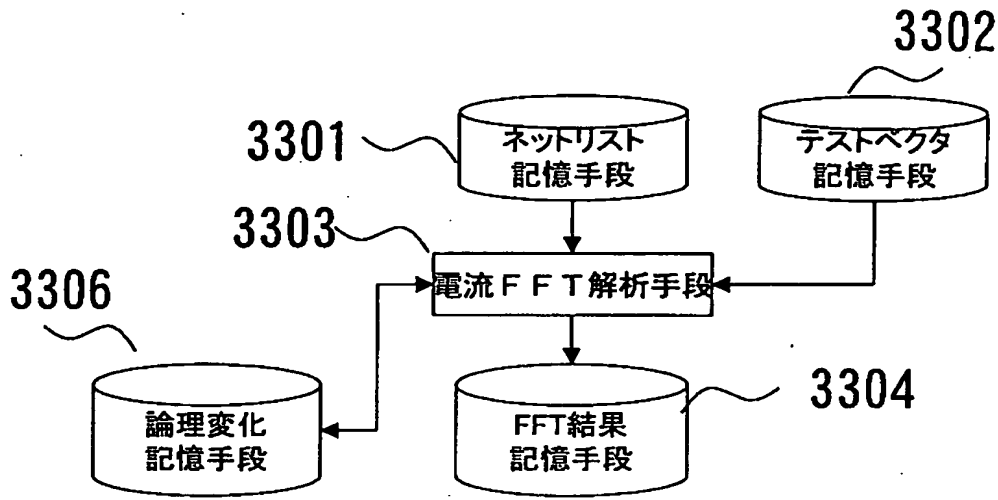 3302
3301
ネットリスト
記憶手段
テストベクタ
記憶手段
3303
電流ＦＦＴ解析手段
3306
論理変化
記憶手段
FFT結果
記憶手段
3304